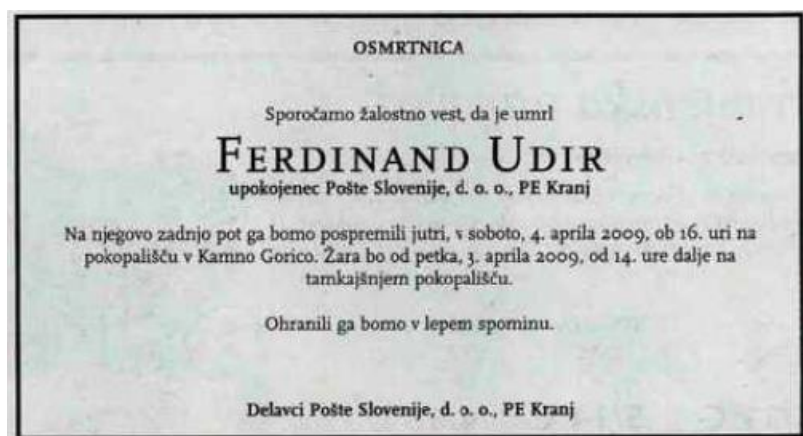 OSMRTNICA
Sporočamo žalostno vest, da je umrl
FERDINAND UDIR
upokojenec Pošte Slovenije, d. o. o., PE Kranj
Na njegovo zadnjo pot ga bomo pospremili jutri, v soboto, 4. aprila 2009, ob 16. uri na
pokopališču v Kamno Gorico. Žara bo od petka, 3. aprila 2009, od 14. ure dalje na
tamkajšnjem pokopališču.
Ohranili ga bomo v lepem spominu.
Delavci Pošte Slovenije, d. o. o., PE Kranj